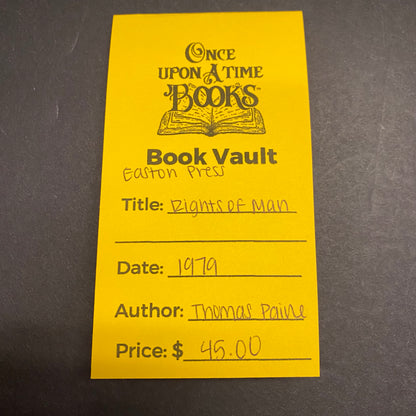 ONCE
UPON A TIME
BOOKS
Book Vault
Easton Press
Title: Rights of Man
Date: 1979
Author: Thomas Paine
Price: $ 45.00